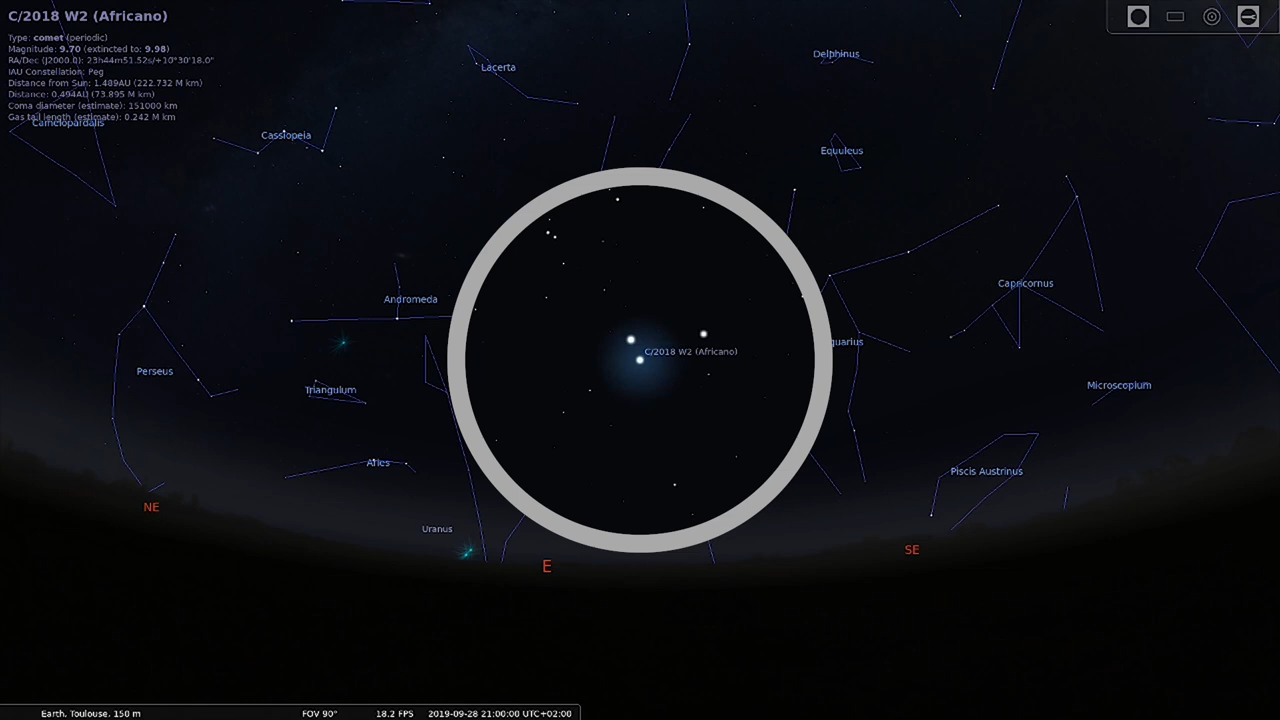 C/2018 W2 (Africano)
Type: comet (periodic)
Magnitude: 9.70 (extincted to: 9.98)
RA/Dec (J2000.0): 23h44m51.52s/+10°30'18.0"
IAU Constellation: Peg
Distance from Sun: 1.489AU (222.732 M km)
Distance: 0.494AU (73.895 M km)
Coma diameter (estimate): 151000 km
Gas tail length (estimate): 0.242 M km
Camelopardalis
Delphinus
Lacerta
Cassiopeia
Equuleus
Capricornus
Andromeda
quarius
C/2018 W2 (Africano)
Perseus
Triangulum
Microscopium
Aries
Piscis Austrinus
NE
Uranus
SE
E
Earth, Toulouse, 150 m FOV 90° 18.2 FPS 2019-09-28 21:00:00 UTC+02:00